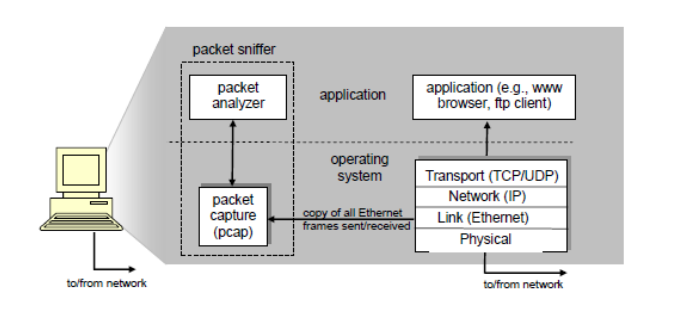 packet sniffer
packet
analyzer
application
application (e.g., www
browser, ftp client)
operating
system
packet
capture
(pcap)
copy of all Ethernet
frames sent/received
Transport (TCP/UDP)
Network (IP)
Link (Ethernet)
Physical
to/from network
to/from network